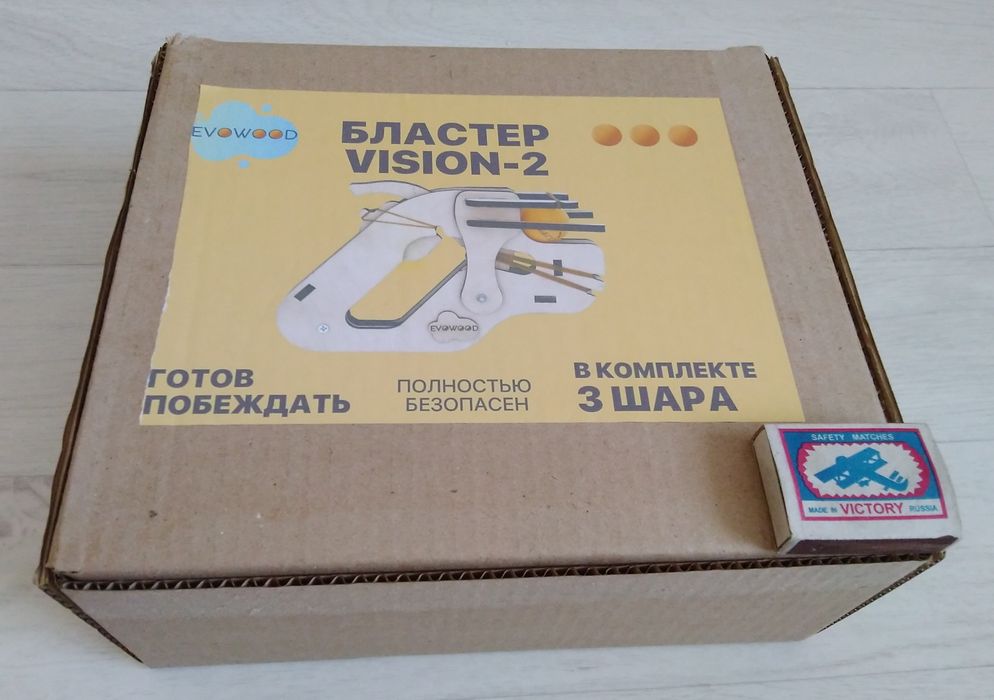 EVOWOOD
БЛАСТЕР
VISION-2
EVOWOOD
ГОТОВ
ПОБЕЖДАТЬ
ПОЛНОСТЬЮ
БЕЗОПАСЕН
В КОМПЛЕКТЕ
3 ШАРА
SAFETY MATCHES
MADE IN VICTORY RUSSIA